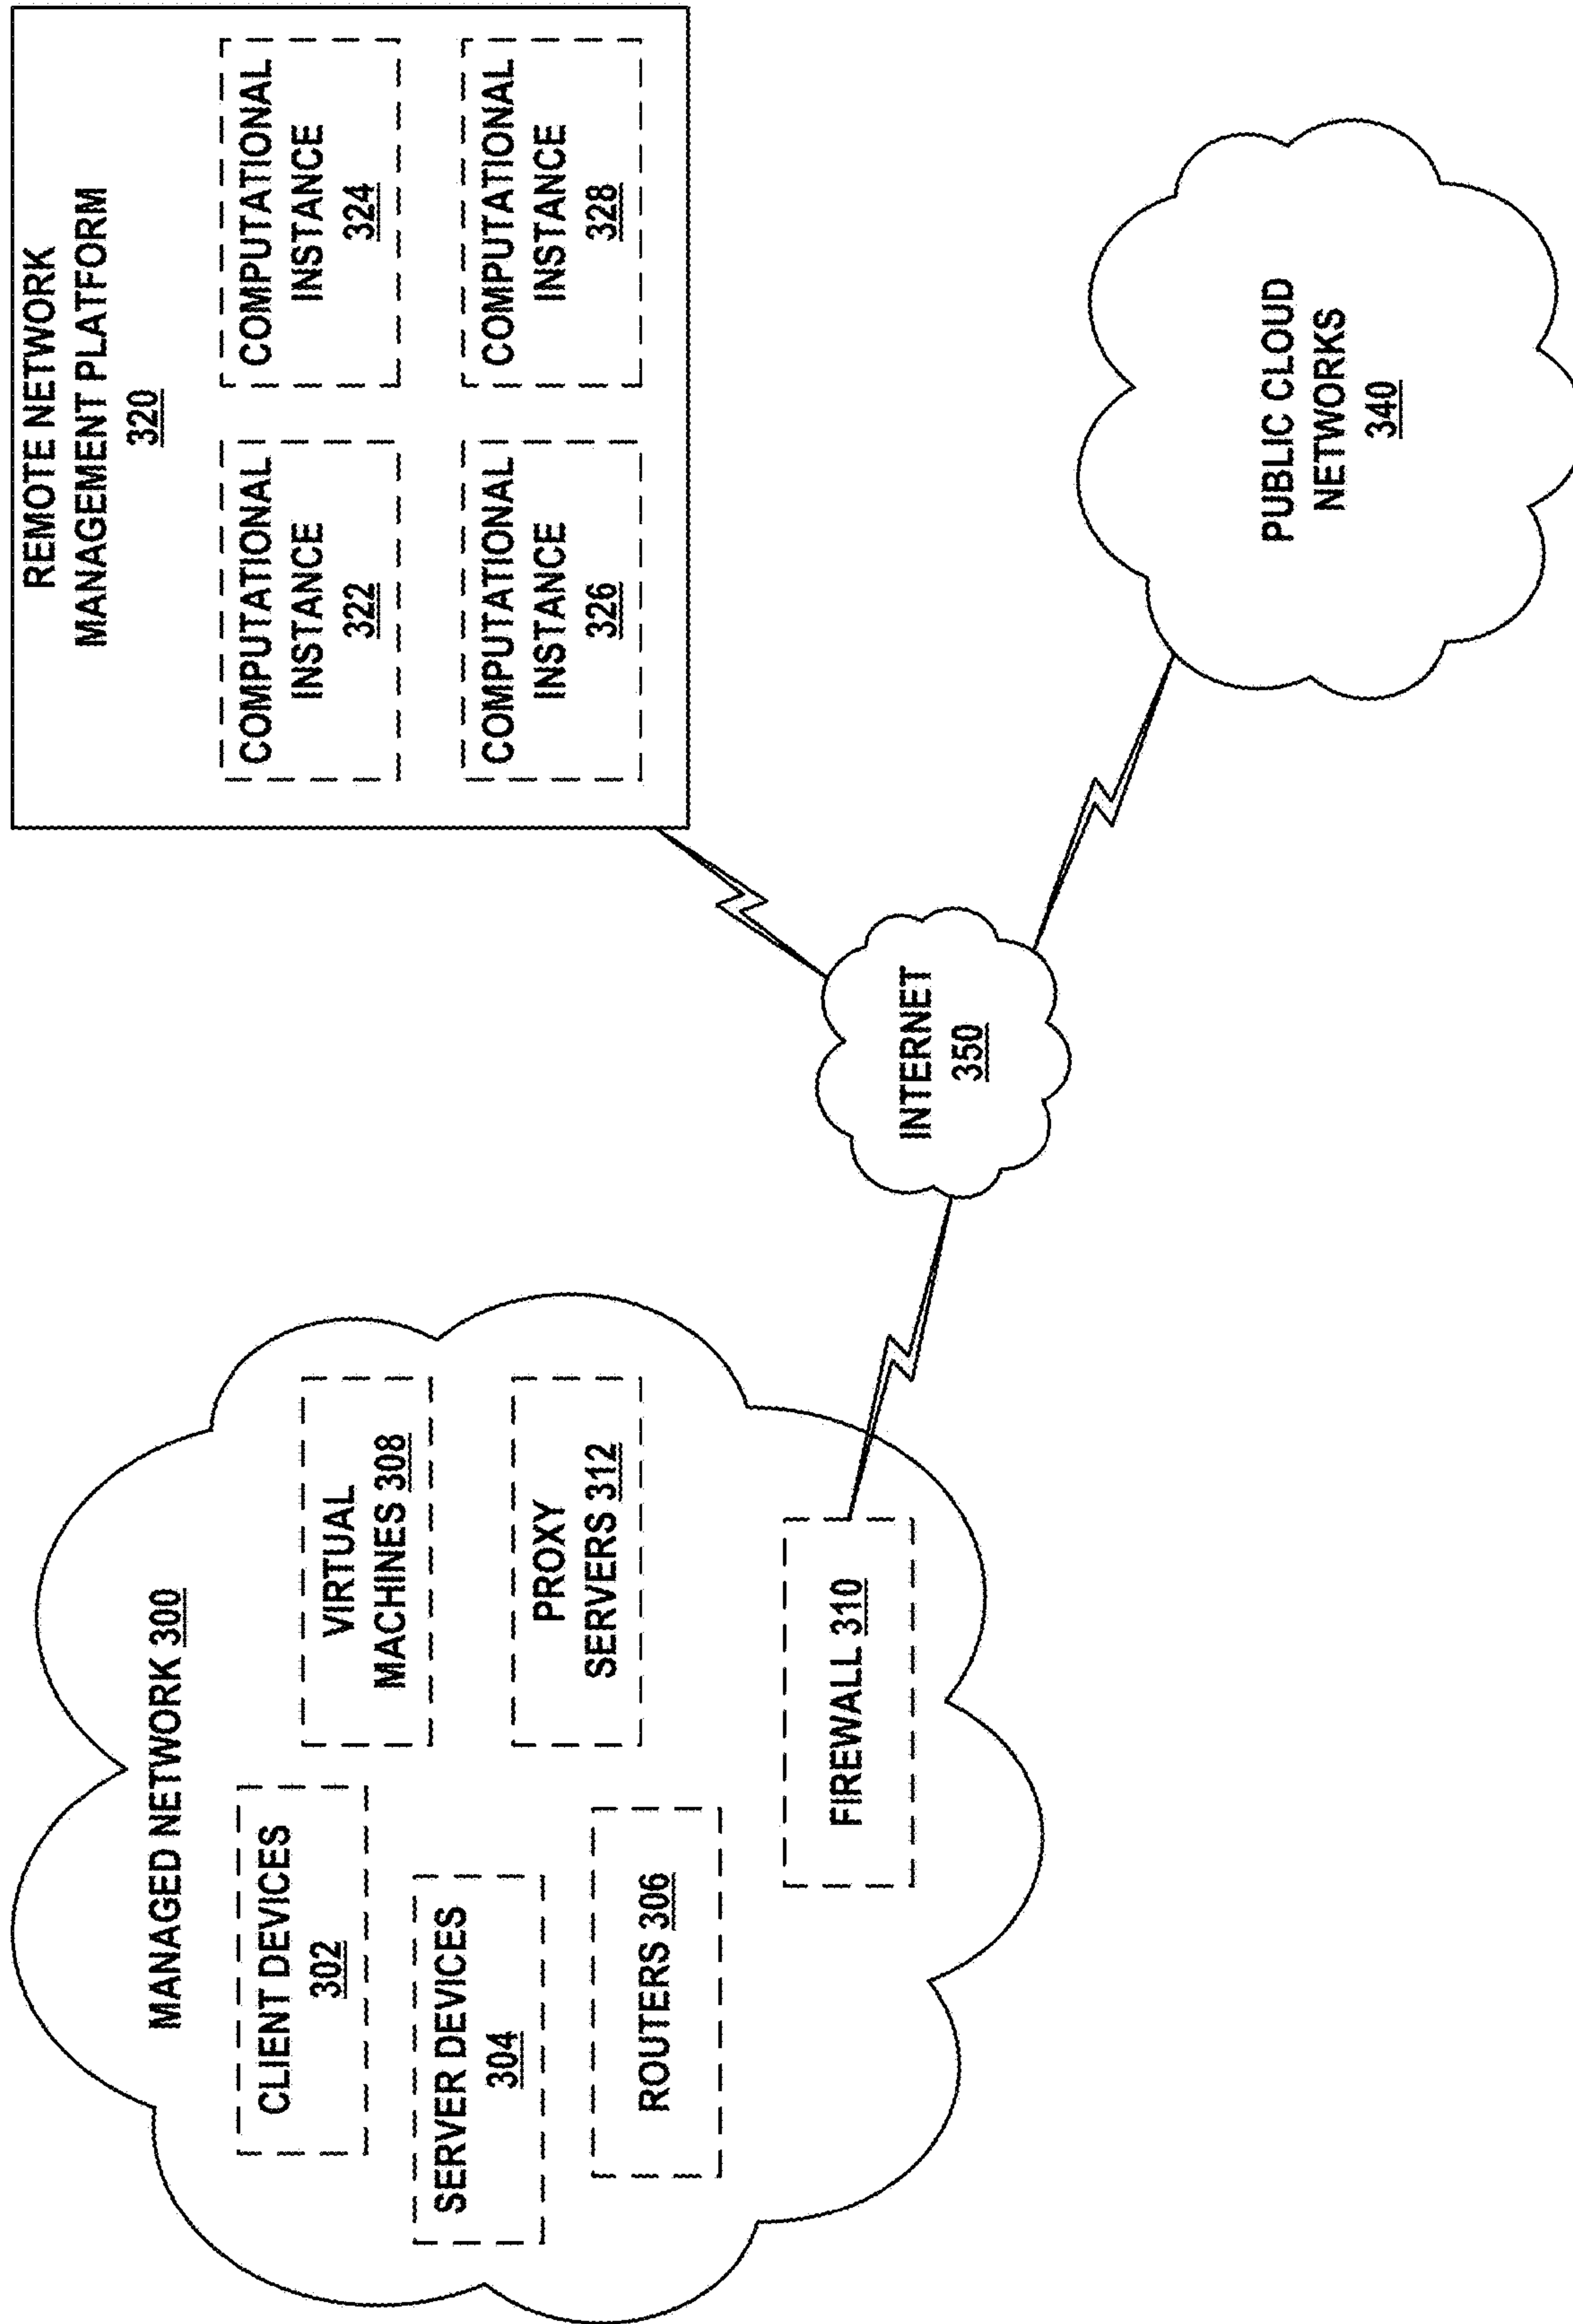 MANAGED NETWORK 300
CLIENT DEVICES
302
SERVER DEVICES
304
ROUTERS 306
VIRTUAL
MACHINES 308
PROXY
SERVERS 312
FIREWALL 310
INTERNET
350
REMOTE NETWORK
MANAGEMENT PLATFORM
320
COMPUTATIONAL
INSTANCE
322
COMPUTATIONAL
INSTANCE
324
COMPUTATIONAL
INSTANCE
326
COMPUTATIONAL
INSTANCE
328
PUBLIC CLOUD
NETWORKS
340